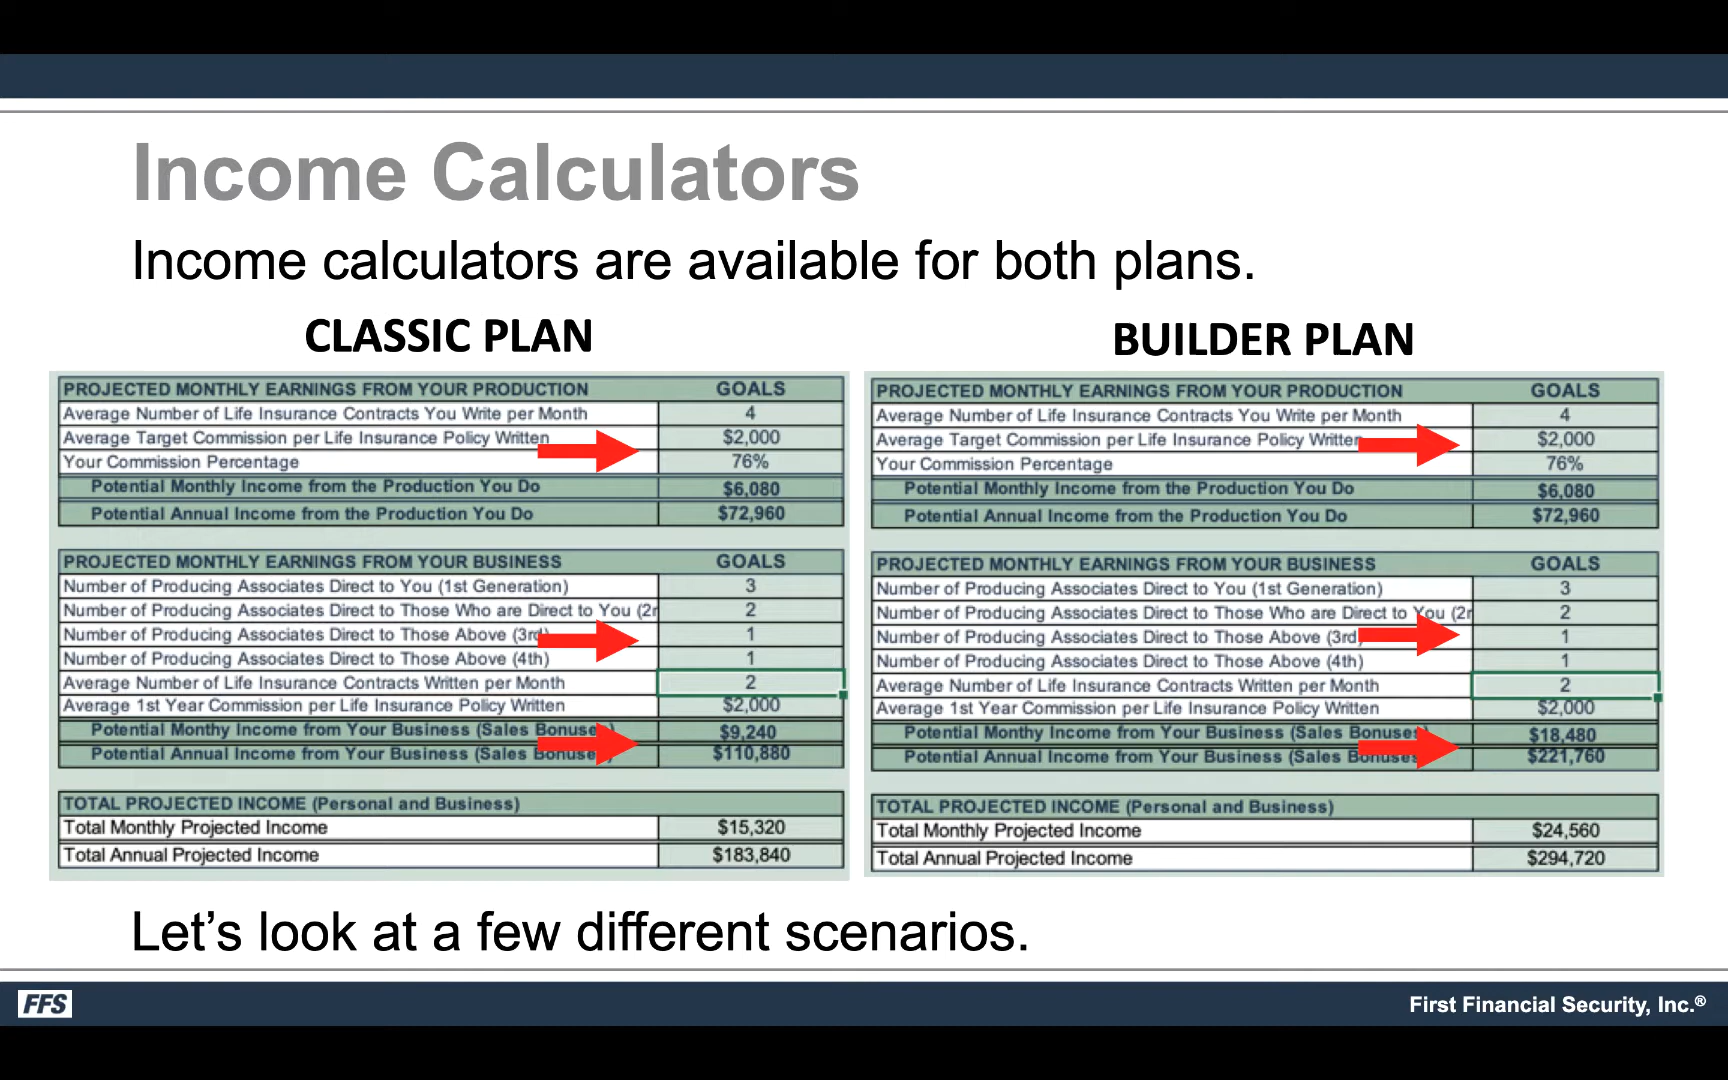 Income Calculators
Income calculators are available for both plans.
CLASSIC PLAN
PROJECTED MONTHLY EARNINGS FROM YOUR PRODUCTION GOALS
Average Number of Life Insurance Contracts You Write per Month 4
Average Target Commission per Life Insurance Policy Written $2,000
Your Commission Percentage 76%
Potential Monthly Income from the Production You Do $6,080
Potential Annual Income from the Production You Do $72,960
PROJECTED MONTHLY EARNINGS FROM YOUR BUSINESS GOALS
Number of Producing Associates Direct to You (1st Generation) 3
Number of Producing Associates Direct to Those Who are Direct to You (2r 2
Number of Producing Associates Direct to Those Above (3rd) 1
Number of Producing Associates Direct to Those Above (4th) 1
Average Number of Life Insurance Contracts Written per Month 2
Average 1st Year Commission per Life Insurance Policy Written $2,000
Potential Monthy Income from Your Business (Sales Bonuse) $9,240
Potential Annual Income from Your Business (Sales Bonuse) $110,880
TOTAL PROJECTED INCOME (Personal and Business)
Total Monthly Projected Income $15,320
Total Annual Projected Income $183,840
BUILDER PLAN
PROJECTED MONTHLY EARNINGS FROM YOUR PRODUCTION GOALS
Average Number of Life Insurance Contracts You Write per Month 4
Average Target Commission per Life Insurance Policy Written $2,000
Your Commission Percentage 76%
Potential Monthly Income from the Production You Do $6,080
Potential Annual Income from the Production You Do $72,960
PROJECTED MONTHLY EARNINGS FROM YOUR BUSINESS GOALS
Number of Producing Associates Direct to You (1st Generation) 3
Number of Producing Associates Direct to Those Who are Direct to You (2r 2
Number of Producing Associates Direct to Those Above (3rd) 1
Number of Producing Associates Direct to Those Above (4th) 1
Average Number of Life Insurance Contracts Written per Month 2
Average 1st Year Commission per Life Insurance Policy Written $2,000
Potential Monthy Income from Your Business (Sales Bonuses $18,480
Potential Annual Income from Your Business (Sales Bonuses $221,760
TOTAL PROJECTED INCOME (Personal and Business)
Total Monthly Projected Income $24,560
Total Annual Projected Income $294,720
Let's look at a few different scenarios.
FFS
First Financial Security, Inc.®